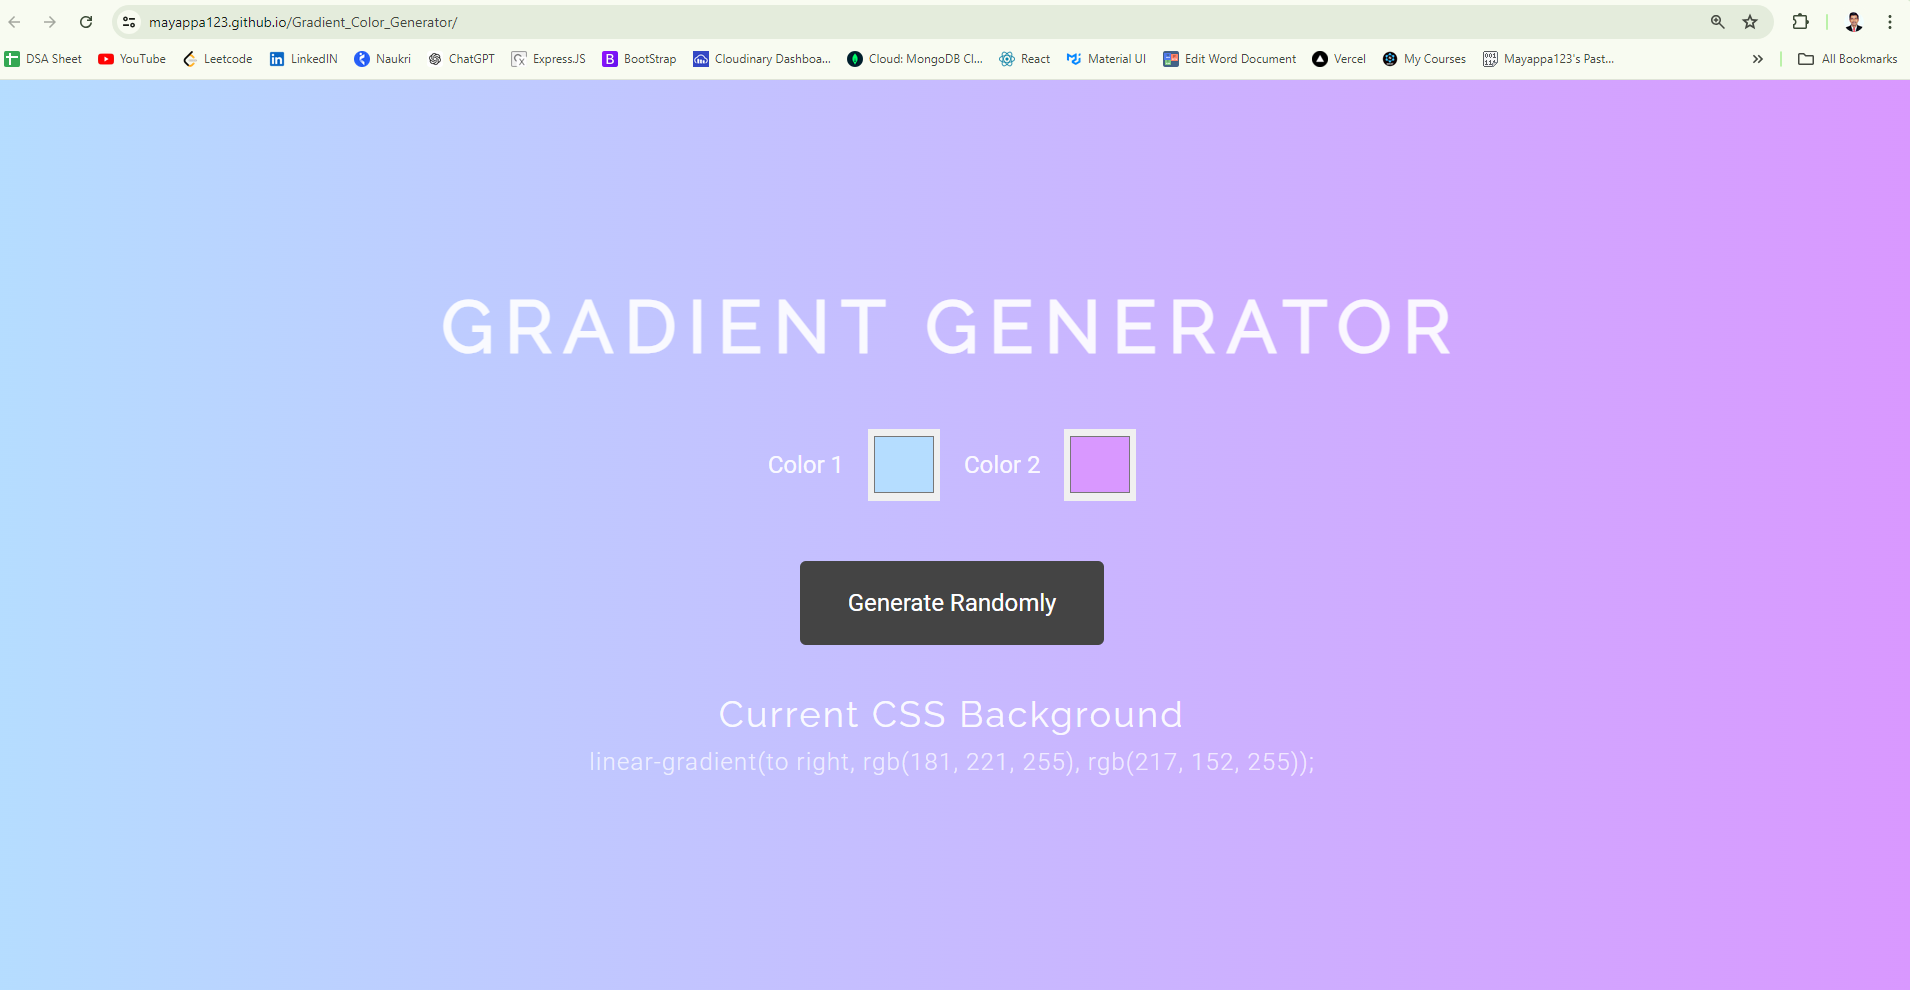 mayappa123.github.io/Gradient_Color_Generator/
DSA Sheet YouTube Leetcode LinkedIN Naukri ChatGPT ExpressJS BootStrap Cloudinary Dashboa... Cloud: MongoDB Cl... React Material UI Edit Word Document Vercel My Courses Mayappa123's Past... All Bookmarks
GRADIENT GENERATOR
Color 1 Color 2
Generate Randomly
Current CSS Background
linear-gradient(to right, rgb(181, 221, 255), rgb(217, 152, 255));